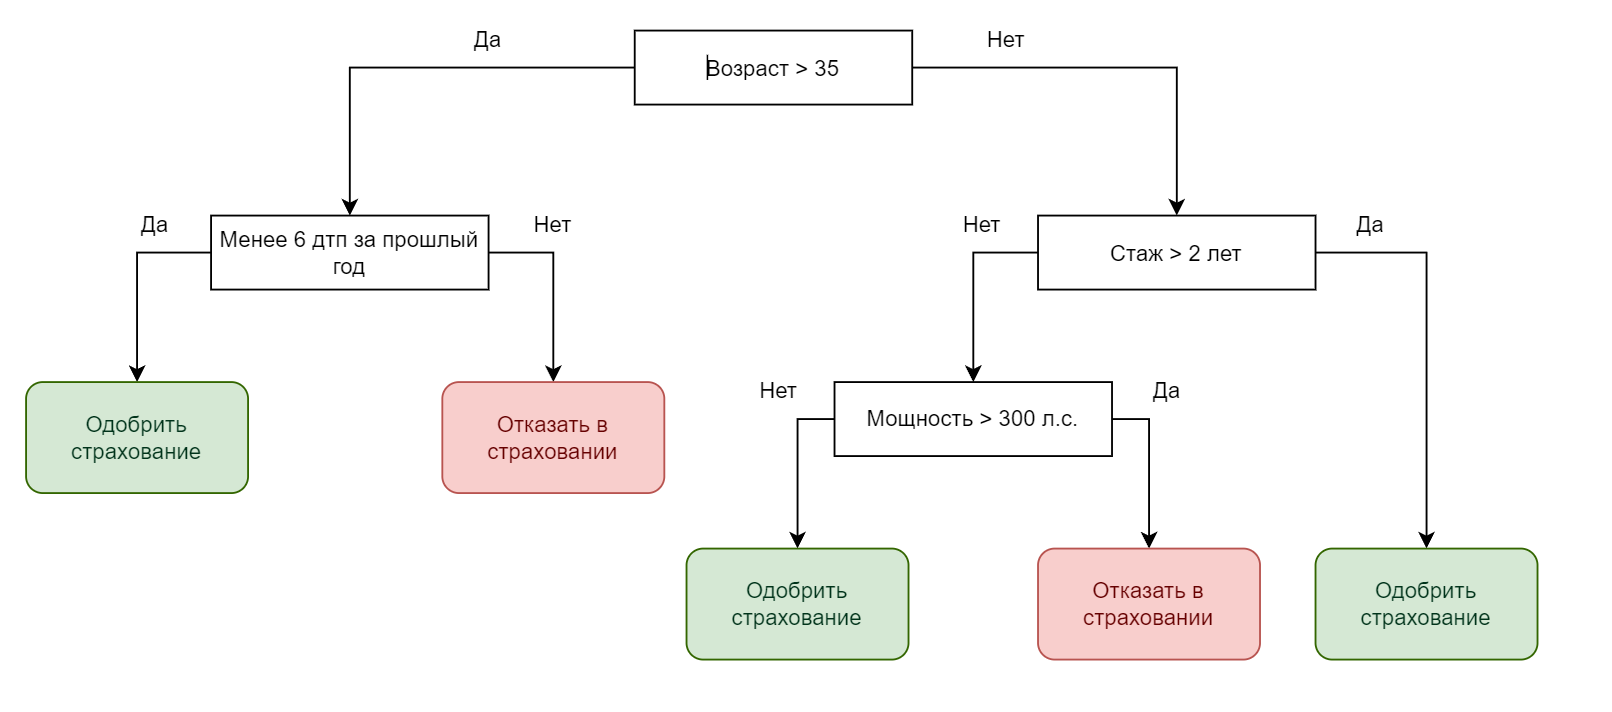 Да
Возраст > 35
Нет
Да
Менее 6 дтп за прошлый
год
Нет
Нет
Стаж > 2 лет
Да
Одобрить
страхование
Отказать в
страховании
Нет
Мощность > 300 л.с.
Да
Одобрить
страхование
Отказать в
страховании
Одобрить
страхование